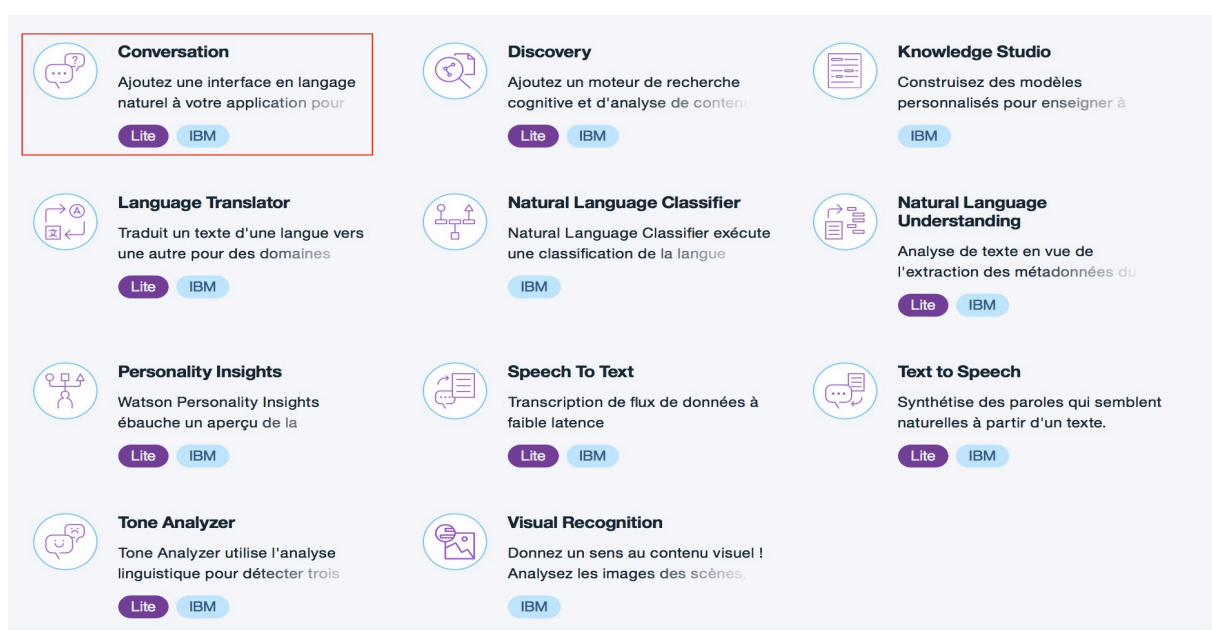 Conversation
Ajoutez une interface en langage
naturel à votre application pour
Lite IBM
Discovery
Ajoutez un moteur de recherche
cognitive et d'analyse de contenu
Lite IBM
Knowledge Studio
Construisez des modèles
personnalisés pour enseigner à
IBM
Language Translator
Traduit un texte d'une langue vers
une autre pour des domaines
Lite IBM
Natural Language Classifier
Natural Language Classifier exécute
une classification de la langue
IBM
Natural Language
Understanding
Analyse de texte en vue de
l'extraction des métadonnées du
Lite IBM
Personality Insights
Watson Personality Insights
ébauche un aperçu de la
Lite IBM
Speech To Text
Transcription de flux de données à
faible latence
Lite IBM
Text to Speech
Synthétise des paroles qui semblent
naturelles à partir d'un texte.
Lite IBM
Tone Analyzer
Tone Analyzer utilise l'analyse
linguistique pour détecter trois
Lite IBM
Visual Recognition
Donnez un sens au contenu visuel !
Analysez les images des scènes,
IBM